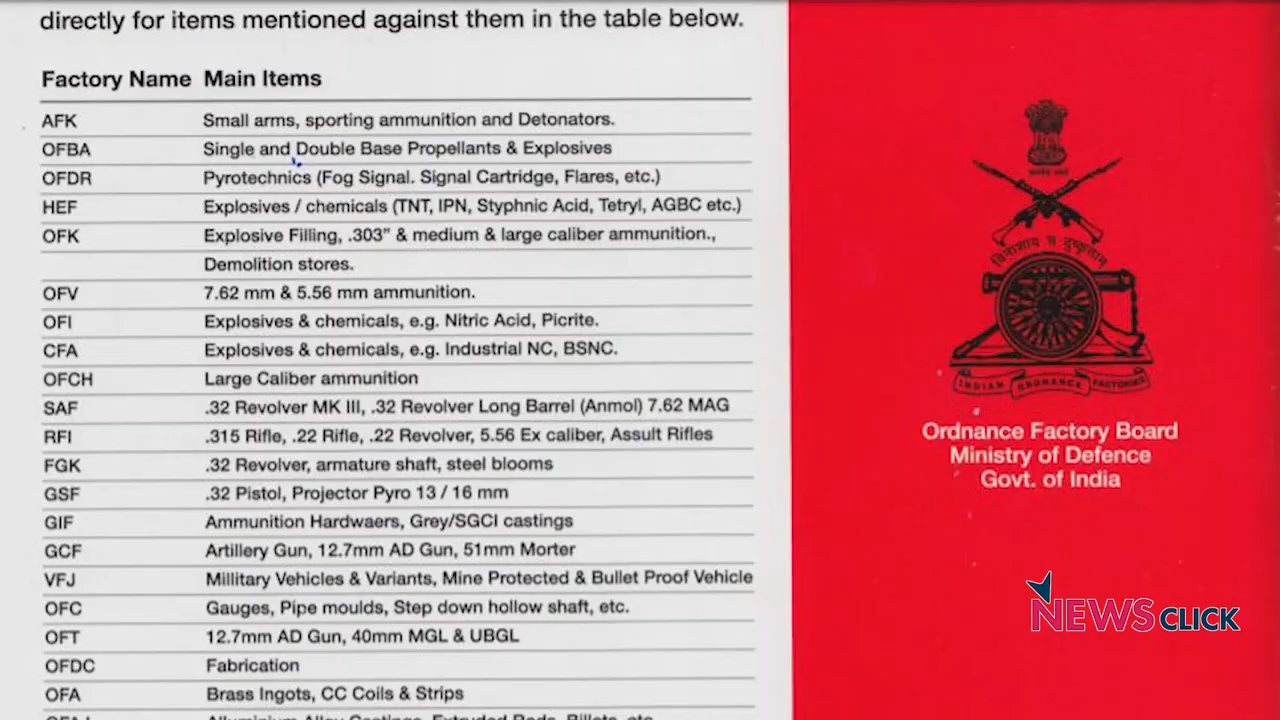 directly for items mentioned against them in the table below.
Factory Name Main Items
AFK Small arms, sporting ammunition and Detonators.
OFBA Single and Double Base Propellants & Explosives
OFDR Pyrotechnics (Fog Signal. Signal Cartridge, Flares, etc.)
HEF Explosives / chemicals (TNT, IPN, Styphnic Acid, Tetryl, AGBC etc.)
OFK Explosive Filling, .303” & medium & large caliber ammunition.,
Demolition stores.
OFV 7.62 mm & 5.56 mm ammunition.
OFI Explosives & chemicals, e.g. Nitric Acid, Picrite.
CFA Explosives & chemicals, e.g. Industrial NC, BSNC.
OFCH Large Caliber ammunition
SAF .32 Revolver MK III, .32 Revolver Long Barrel (Anmol) 7.62 MAG
RFI .315 Rifle, .22 Rifle, .22 Revolver, 5.56 Ex caliber, Assult Rifles
FGK .32 Revolver, armature shaft, steel blooms
GSF .32 Pistol, Projector Pyro 13 / 16 mm
GIF Ammunition Hardwaers, Grey/SGCI castings
GCF Artillery Gun, 12.7mm AD Gun, 51mm Morter
VFJ Millitary Vehicles & Variants, Mine Protected & Bullet Proof Vehicle
OFC Gauges, Pipe moulds, Step down hollow shaft, etc.
OFT 12.7mm AD Gun, 40mm MGL & UBGL
OFDC Fabrication
OFA Brass Ingots, CC Coils & Strips
विनाशाय च दुष्कृताम्
INDIAN ORDNANCE FACTORIES
Ordnance Factory Board
Ministry of Defence
Govt. of India
NEWSCLICK